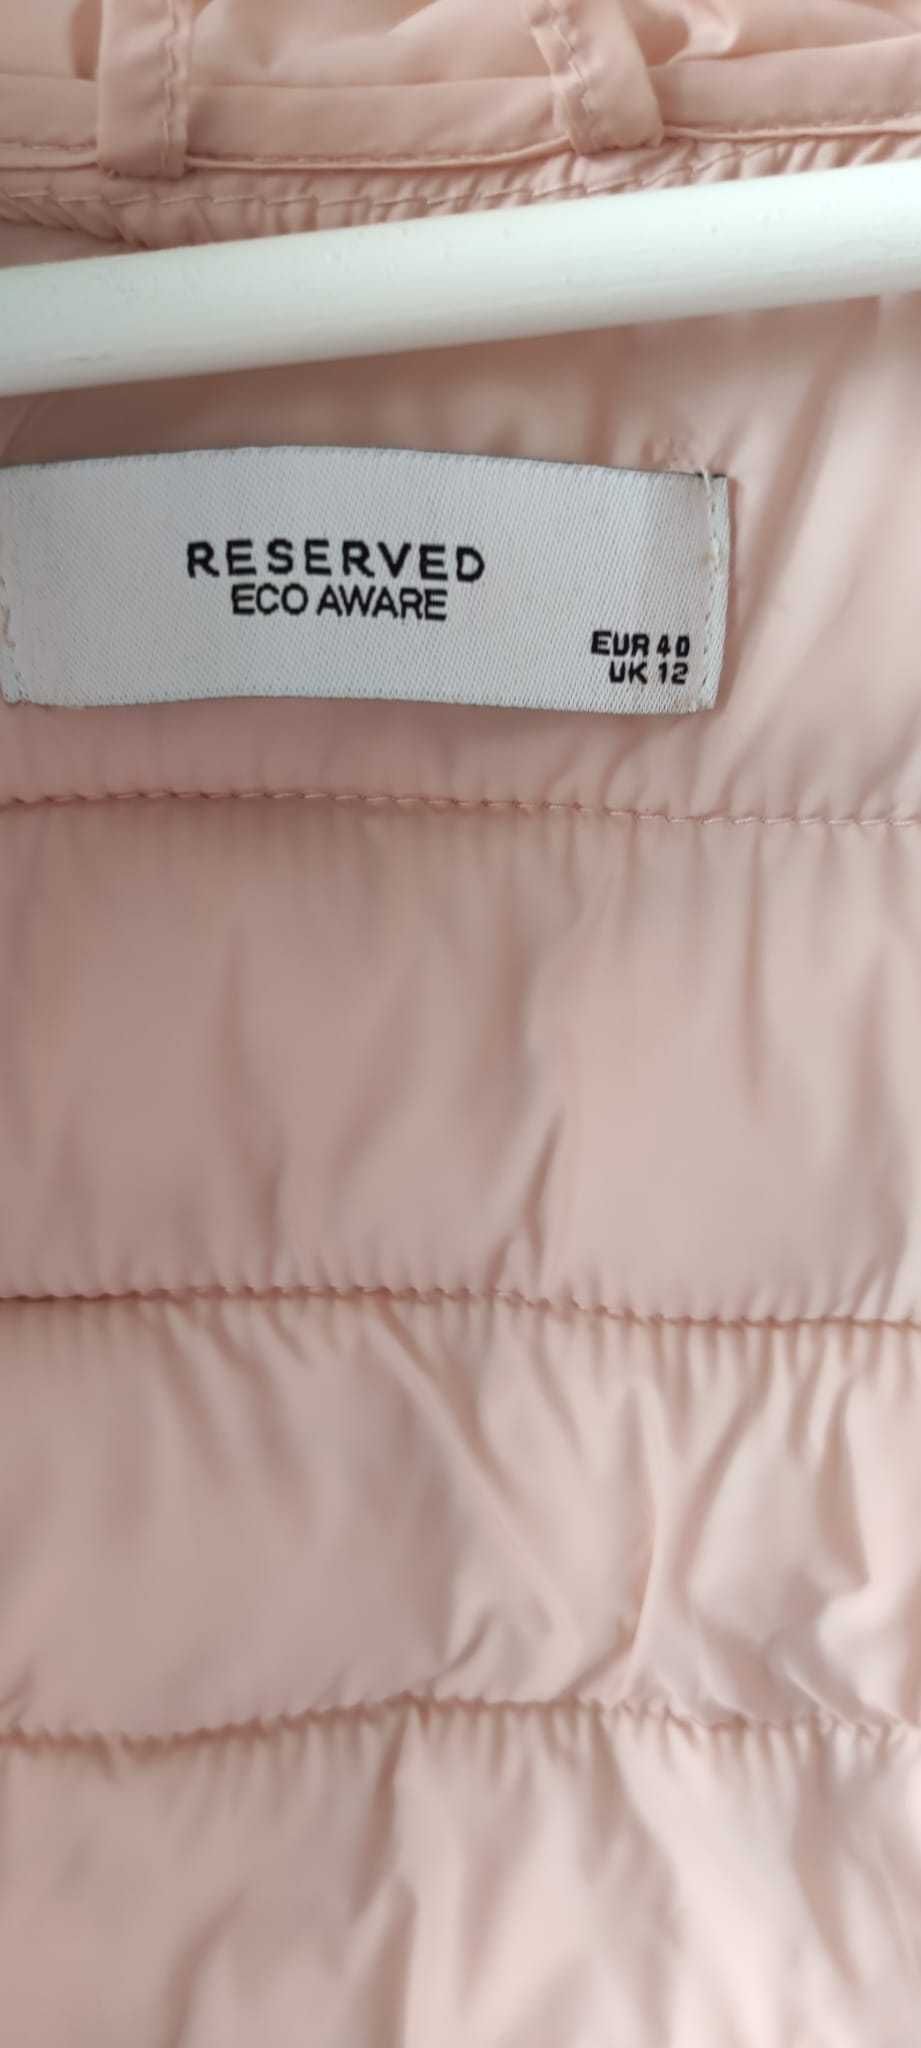 RESERVED
ECO AWARE
EUR 40
UK 12